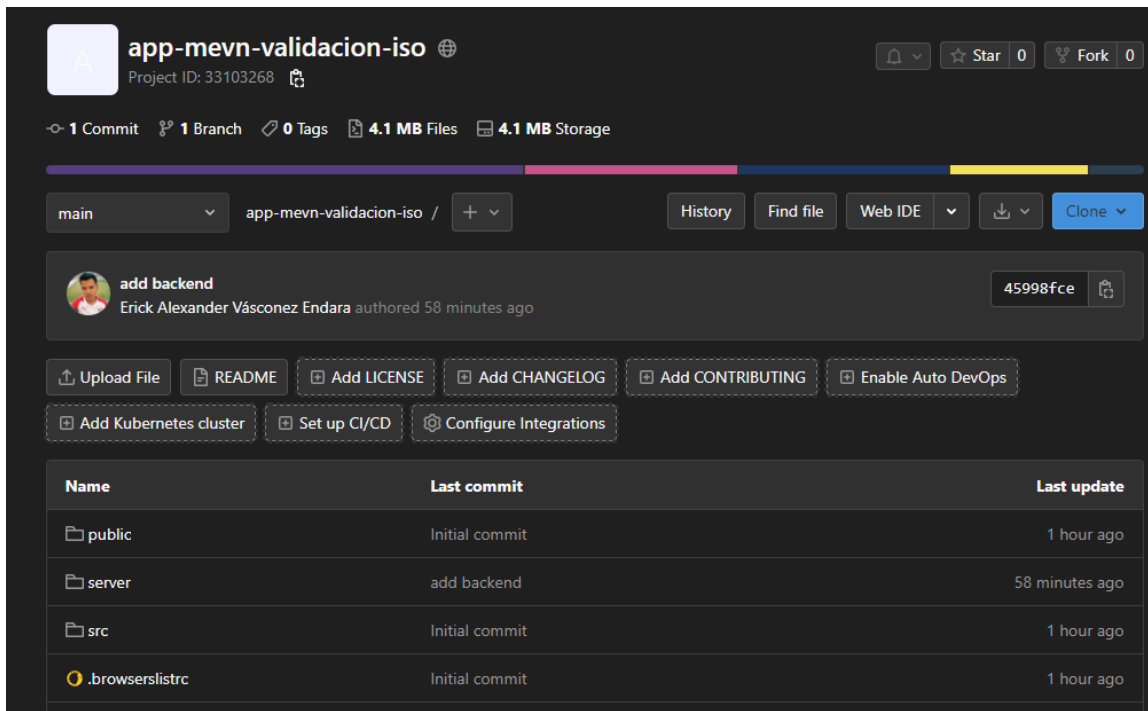 A
app-mevn-validacion-iso
Project ID: 33103268
Star 0
Fork 0
1 Commit 1 Branch 0 Tags 4.1 MB Files 4.1 MB Storage
main
app-mevn-validacion-iso / +
History
Find file
Web IDE
Clone
add backend
Erick Alexander Vásconez Endara authored 58 minutes ago
45998fce
Upload File
README
Add LICENSE
Add CHANGELOG
Add CONTRIBUTING
Enable Auto DevOps
Add Kubernetes cluster
Set up CI/CD
Configure Integrations
Name Last commit Last update
public Initial commit 1 hour ago
server add backend 58 minutes ago
src Initial commit 1 hour ago
.browserslistrc Initial commit 1 hour ago